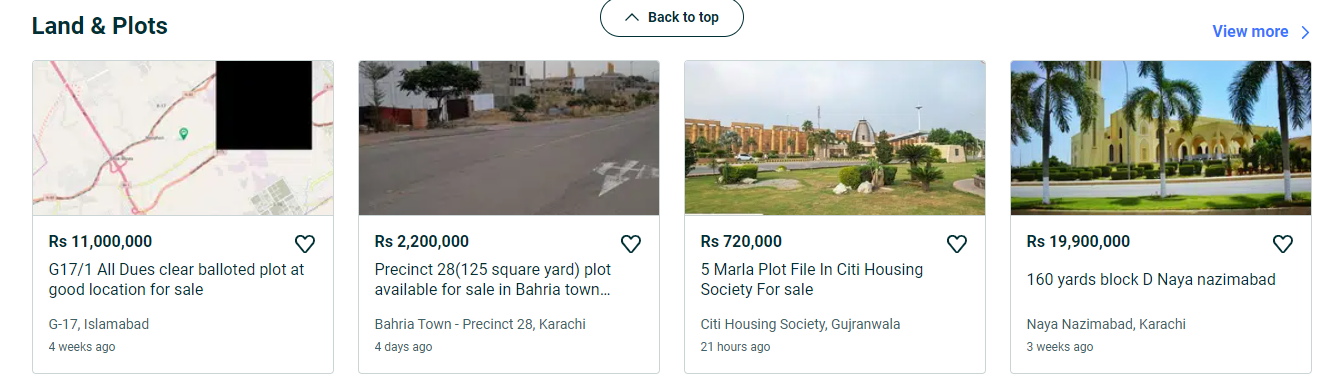 Land & Plots
Back to top
View more
Rs 11,000,000
G17/1 All Dues clear balloted plot at
good location for sale
G-17, Islamabad
4 weeks ago
Rs 2,200,000
Precinct 28(125 square yard) plot
available for sale in Bahria town...
Bahria Town - Precinct 28, Karachi
4 days ago
Rs 720,000
5 Marla Plot File In Citi Housing
Society For sale
Citi Housing Society, Gujranwala
21 hours ago
Rs 19,900,000
160 yards block D Naya nazimabad
Naya Nazimabad, Karachi
3 weeks ago